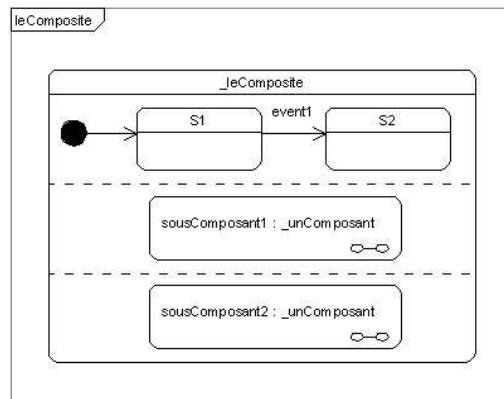 leComposite
_leComposite
S1
event1
S2
sousComposant1 : _unComposant
sousComposant2 : _unComposant